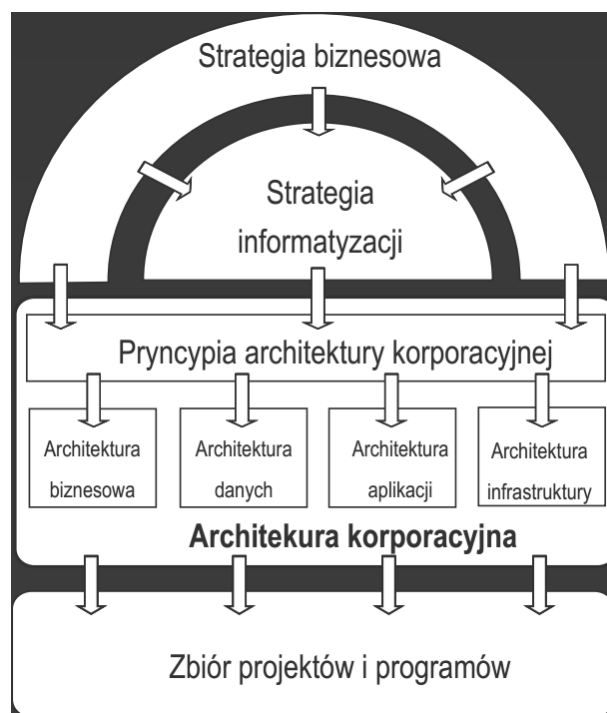 Strategia biznesowa
Strategia
informatyzacji
Pryncypia architektury korporacyjnej
Architektura
biznesowa
Architektura
danych
Architektura
aplikacji
Architektura
infrastruktury
Architekura korporacyjna
Zbiór projektów i programów